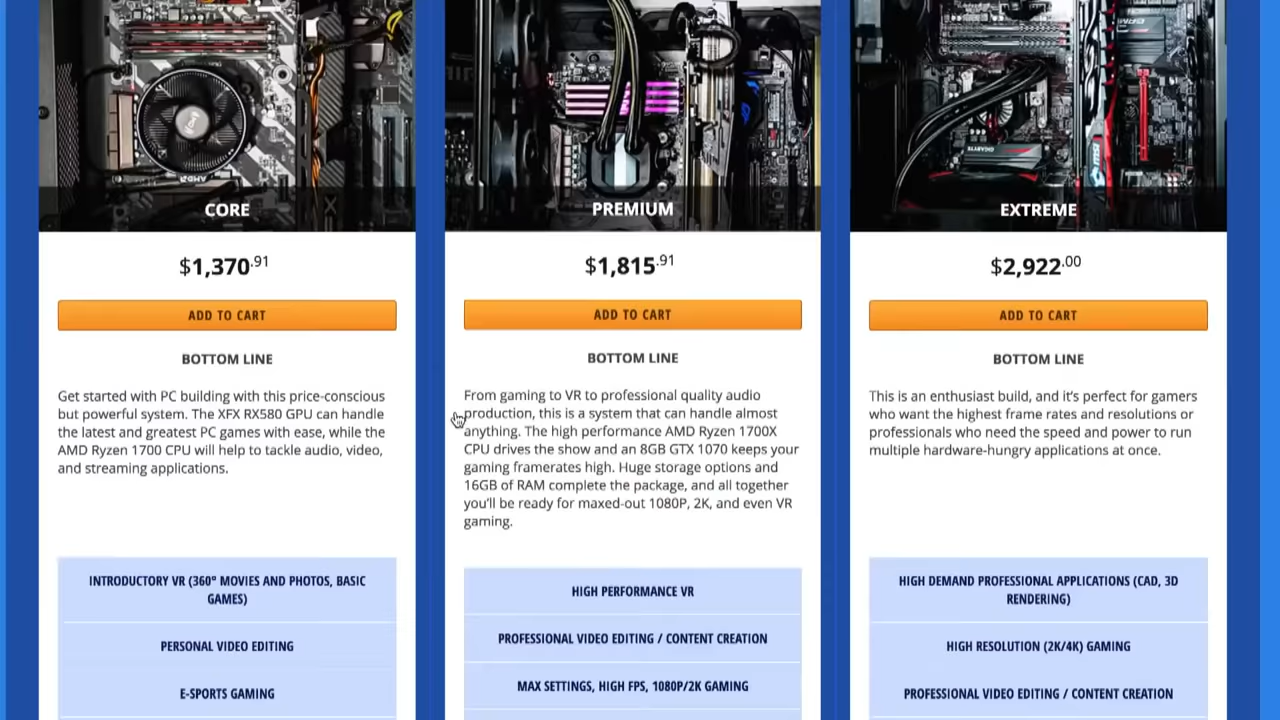 CORE
$1,370.91
ADD TO CART
BOTTOM LINE
Get started with PC building with this price-conscious
but powerful system. The XFX RX580 GPU can handle
the latest and greatest PC games with ease, while the
AMD Ryzen 1700 CPU will help to tackle audio, video,
and streaming applications.
INTRODUCTORY VR (360° MOVIES AND PHOTOS, BASIC
GAMES)
PERSONAL VIDEO EDITING
E-SPORTS GAMING
PREMIUM
$1,815.91
ADD TO CART
BOTTOM LINE
From gaming to VR to professional quality audio
production, this is a system that can handle almost
anything. The high performance AMD Ryzen 1700X
CPU drives the show and an 8GB GTX 1070 keeps your
gaming framerates high. Huge storage options and
16GB of RAM complete the package, and all together
you'll be ready for maxed-out 1080P, 2K, and even VR
gaming.
HIGH PERFORMANCE VR
PROFESSIONAL VIDEO EDITING / CONTENT CREATION
MAX SETTINGS, HIGH FPS, 1080P/2K GAMING
GIGABYTE
EXTREME
$2,922.00
ADD TO CART
BOTTOM LINE
This is an enthusiast build, and it's perfect for gamers
who want the highest frame rates and resolutions or
professionals who need the speed and power to run
multiple hardware-hungry applications at once.
HIGH DEMAND PROFESSIONAL APPLICATIONS (CAD, 3D
RENDERING)
HIGH RESOLUTION (2K/4K) GAMING
PROFESSIONAL VIDEO EDITING / CONTENT CREATION